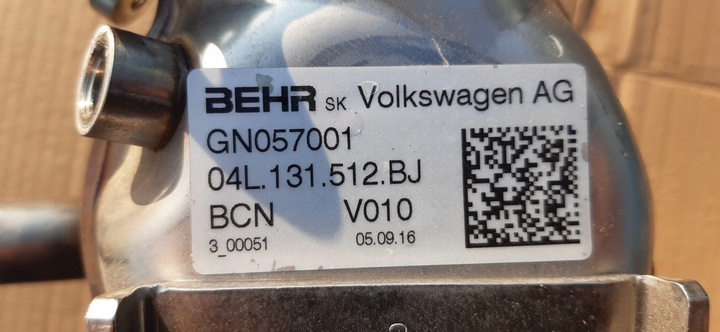 BEHR SK Volkswagen AG
GN057001
04L.131.512.BJ
BCN V010
3_00051 05.09.16